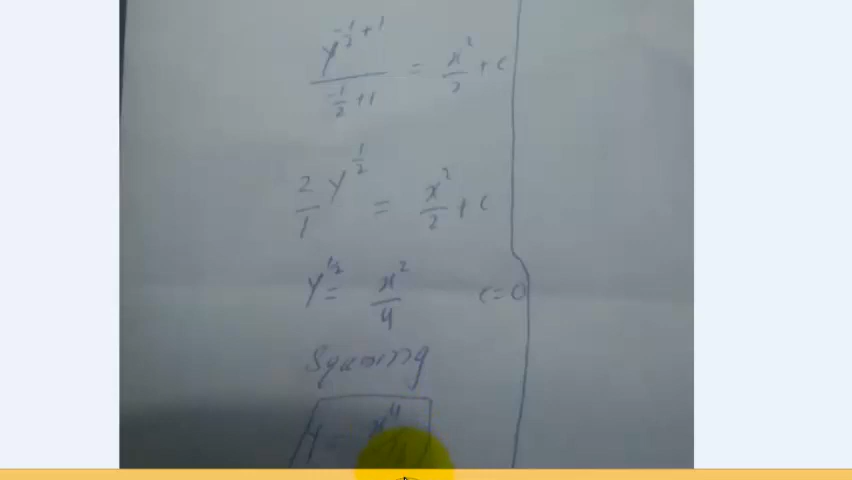 y^(-1/2+1) / (-1/2+1) = x²/2 + c
2/1 y^(1/2) = x²/2 + c
y^(1/2) = x²/4 c=0
Squaring
y = x⁴